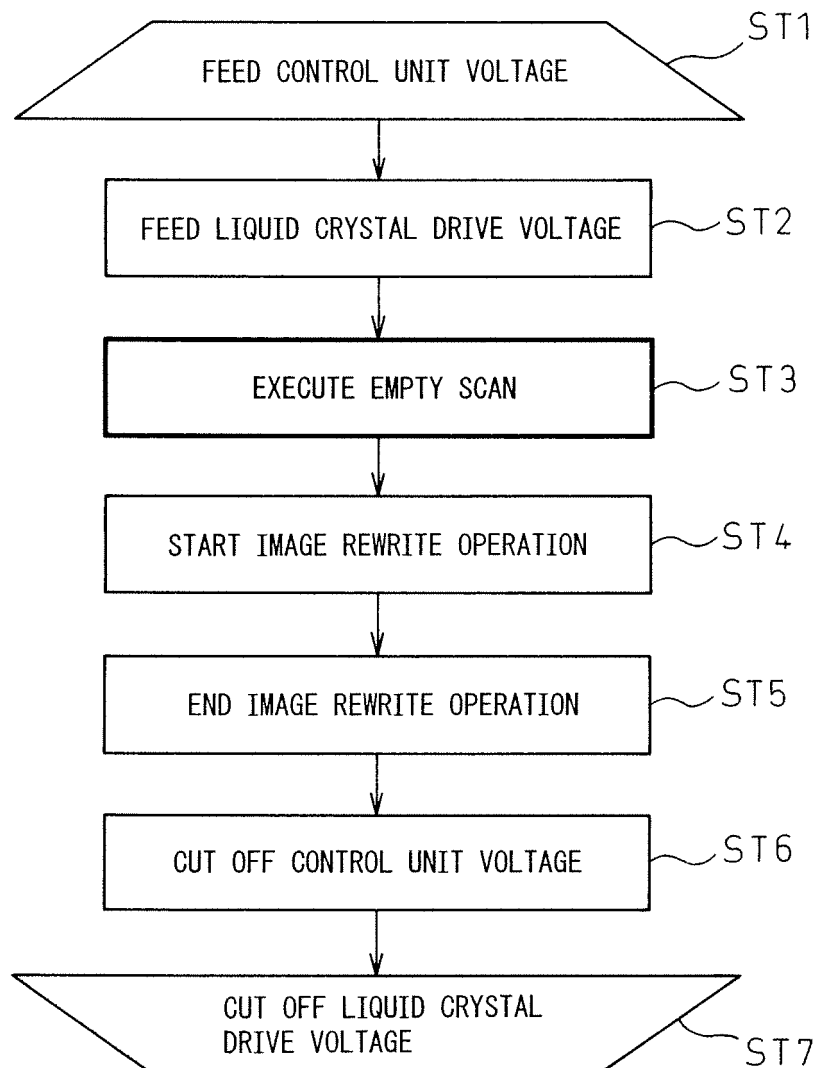 ST1
FEED CONTROL UNIT VOLTAGE
FEED LIQUID CRYSTAL DRIVE VOLTAGE
ST2
EXECUTE EMPTY SCAN
ST3
START IMAGE REWRITE OPERATION
ST4
END IMAGE REWRITE OPERATION
ST5
CUT OFF CONTROL UNIT VOLTAGE
ST6
CUT OFF LIQUID CRYSTAL
DRIVE VOLTAGE
ST7